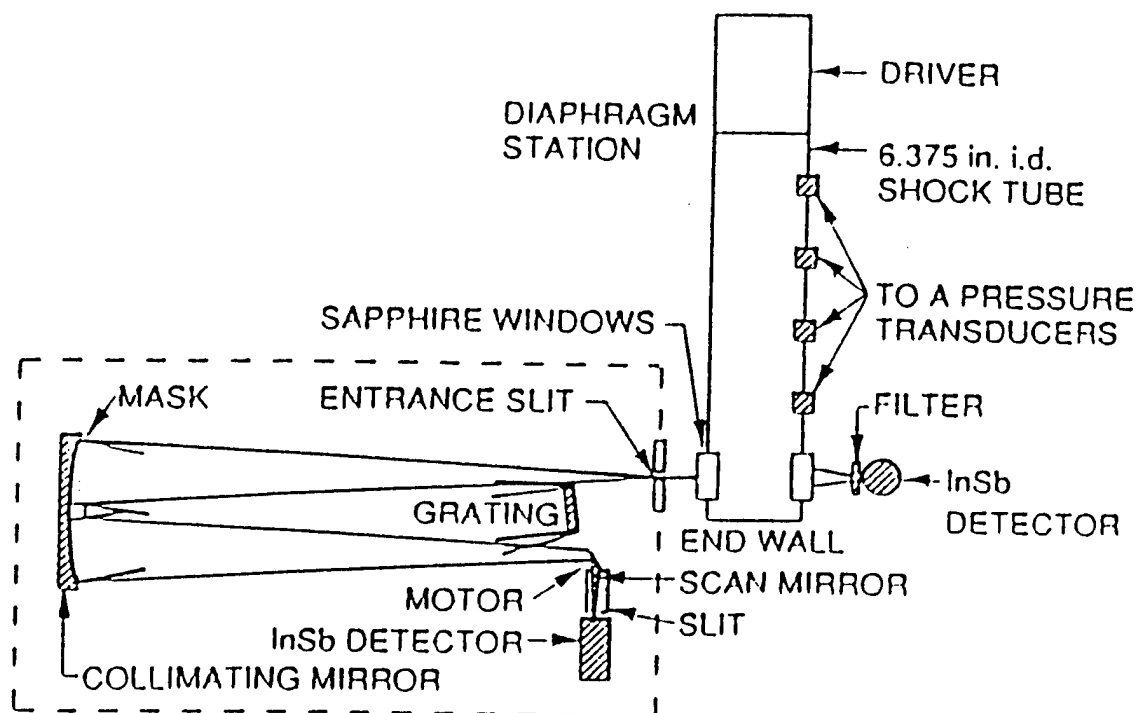 DRIVER
DIAPHRAGM
STATION
6.375 in. i.d.
SHOCK TUBE
TO A PRESSURE
TRANSDUCERS
SAPPHIRE WINDOWS
MASK
ENTRANCE SLIT
FILTER
GRATING
InSb
DETECTOR
END WALL
MOTOR
SCAN MIRROR
SLIT
InSb DETECTOR
COLLIMATING MIRROR